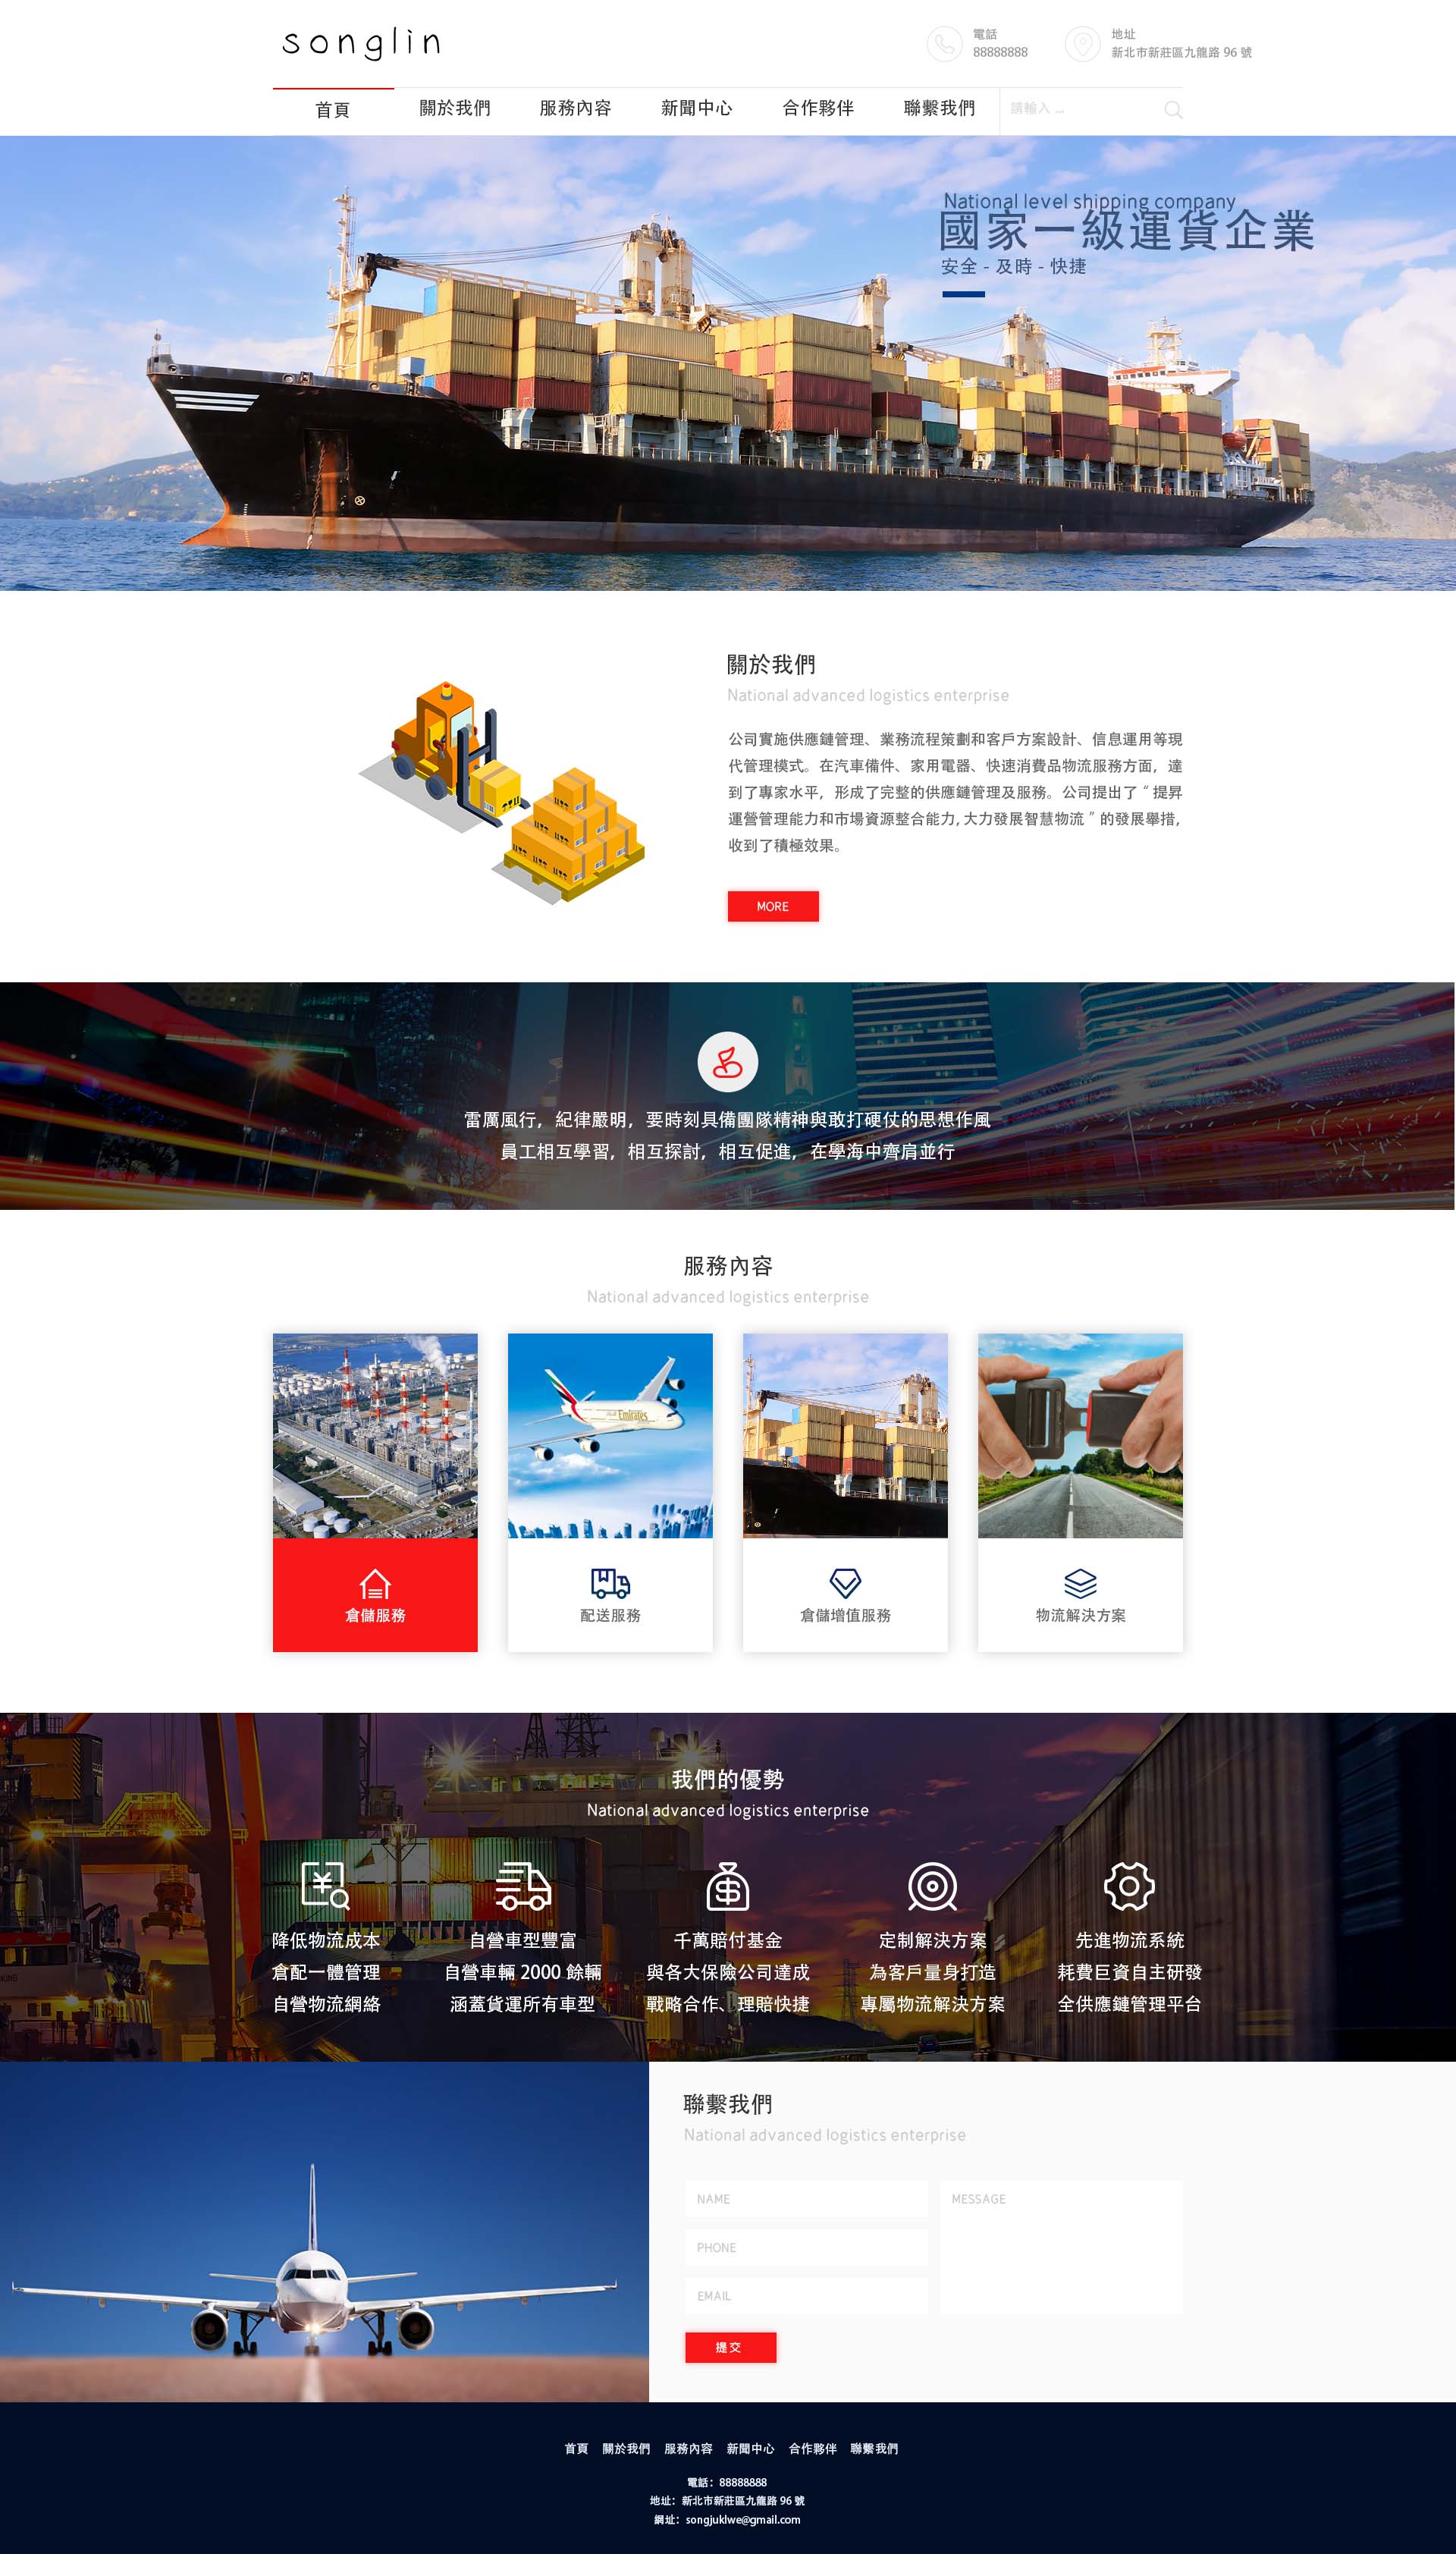 songlin
電話
88888888
地址
新北市新莊區九龍路 96 號
首頁
關於我們
服務內容
新聞中心
合作夥伴
聯繫我們
請輸入 ...
National level shipping company
國家一級運貨企業
安全 - 及時 - 快捷
關於我們
National advanced logistics enterprise
公司實施供應鏈管理、業務流程策劃和客戶方案設計、信息運用等現
代管理模式。在汽車備件、家用電器、快速消費品物流服務方面，達
到了專家水平，形成了完整的供應鏈管理及服務。公司提出了 “ 提昇
運營管理能力和市場資源整合能力, 大力發展智慧物流 ” 的發展舉措,
收到了積極效果。
MORE
雷厲風行，紀律嚴明，要時刻具備團隊精神與敢打硬仗的思想作風
員工相互學習，相互探討，相互促進，在學海中齊肩並行
服務內容
National advanced logistics enterprise
Emirates
倉儲服務
配送服務
倉儲增值服務
物流解決方案
我們的優勢
National advanced logistics enterprise
降低物流成本
倉配一體管理
自營物流網絡
自營車型豐富
自營車輛 2000 餘輛
涵蓋貨運所有車型
千萬賠付基金
與各大保險公司達成
戰略合作、理賠快捷
定制解決方案
為客戶量身打造
專屬物流解決方案
先進物流系統
耗費巨資自主研發
全供應鏈管理平台
聯繫我們
National advanced logistics enterprise
NAME
MESSAGE
PHONE
EMAIL
提交
首頁 關於我們 服務內容 新聞中心 合作夥伴 聯繫我們
電話：88888888
地址：新北市新莊區九龍路 96 號
網址：songjuklwe@gmail.com